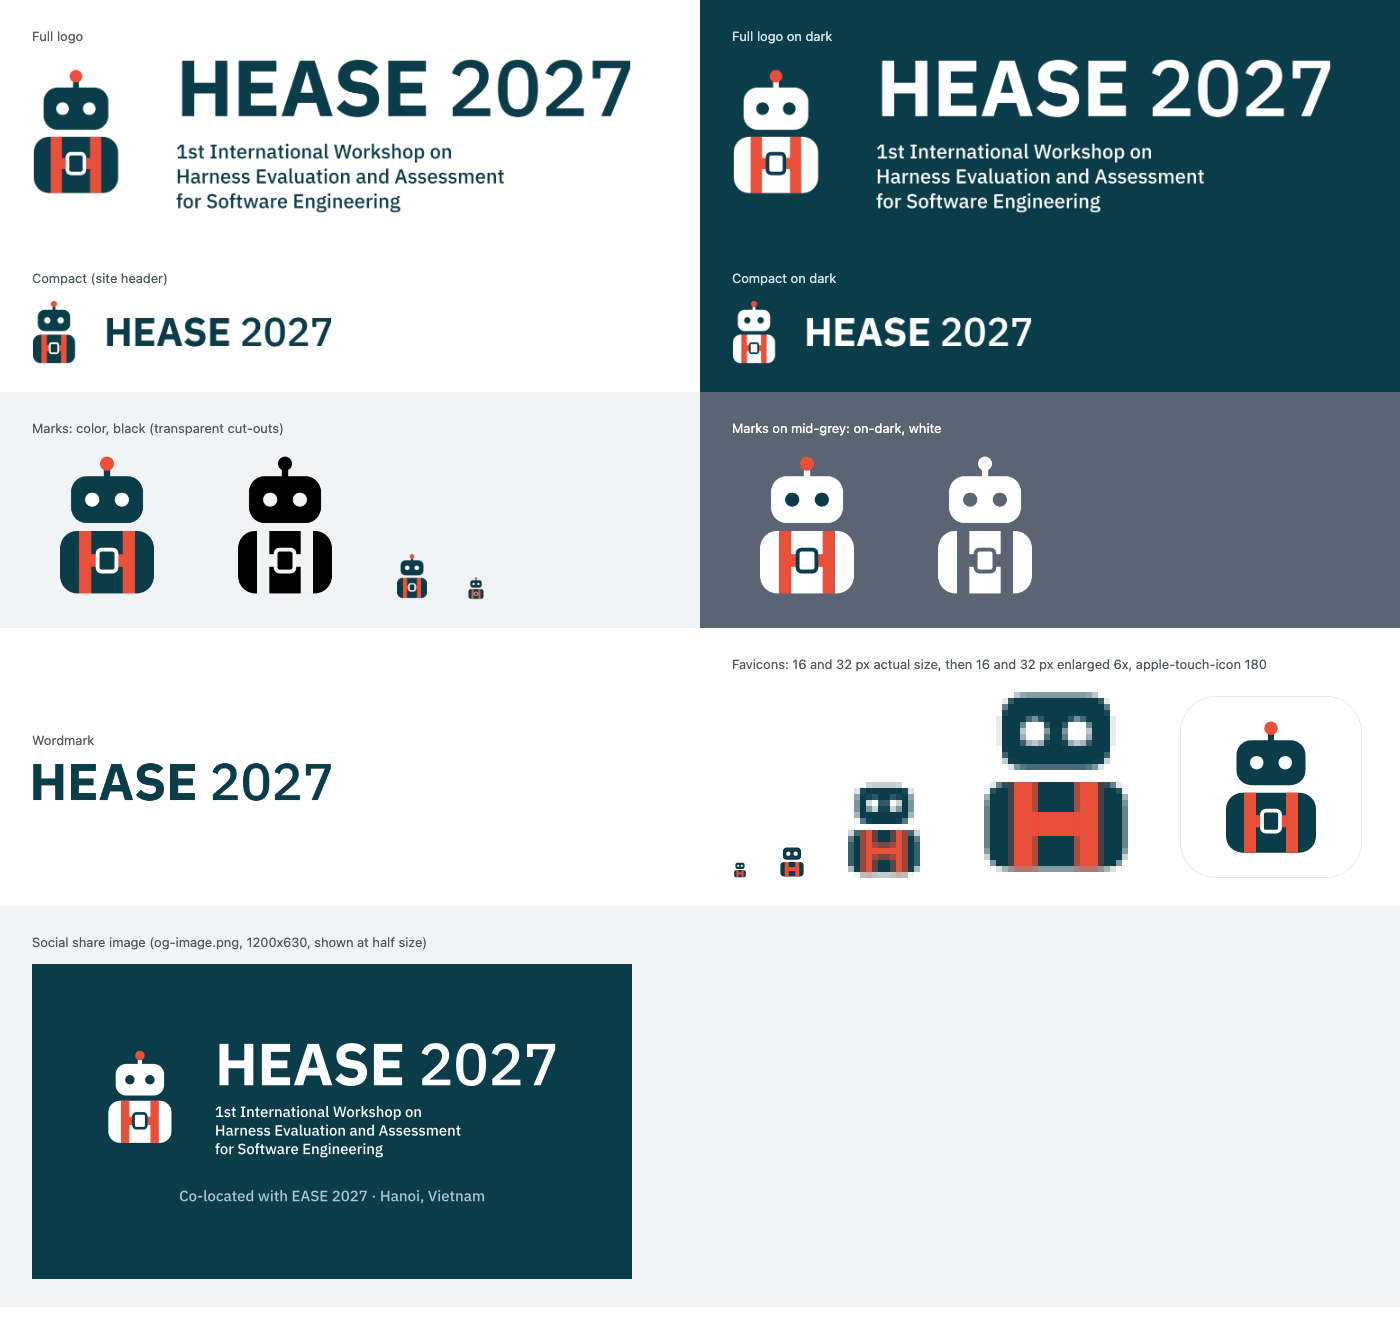 Full logo
HEASE 2027
1st International Workshop on
Harness Evaluation and Assessment
for Software Engineering
Full logo on dark
HEASE 2027
1st International Workshop on
Harness Evaluation and Assessment
for Software Engineering
Compact (site header)
HEASE 2027
Compact on dark
HEASE 2027
Marks: color, black (transparent cut-outs)
Marks on mid-grey: on-dark, white
Wordmark
HEASE 2027
Favicons: 16 and 32 px actual size, then 16 and 32 px enlarged 6x, apple-touch-icon 180
Social share image (og-image.png, 1200x630, shown at half size)
HEASE 2027
1st International Workshop on
Harness Evaluation and Assessment
for Software Engineering
Co-located with EASE 2027 · Hanoi, Vietnam